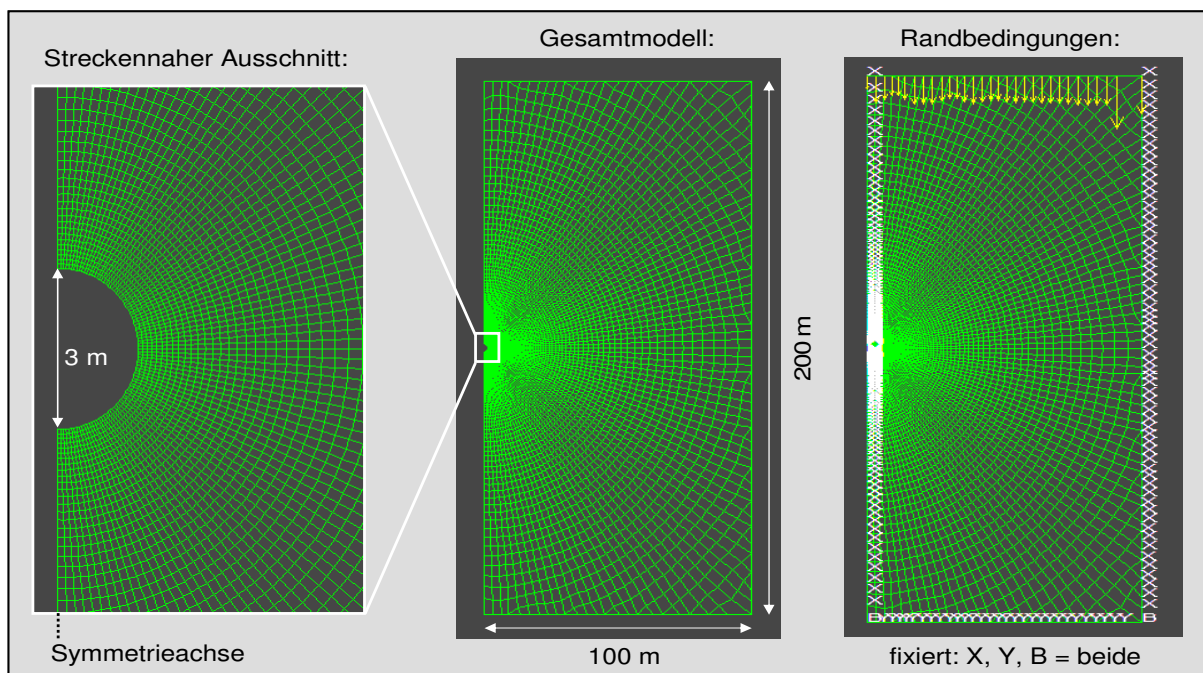 Streckennaher Ausschnitt:
Gesamtmodell:
Randbedingungen:
3 m
200 m
Symmetrieachse
100 m
fixiert: X, Y, B = beide
B
B